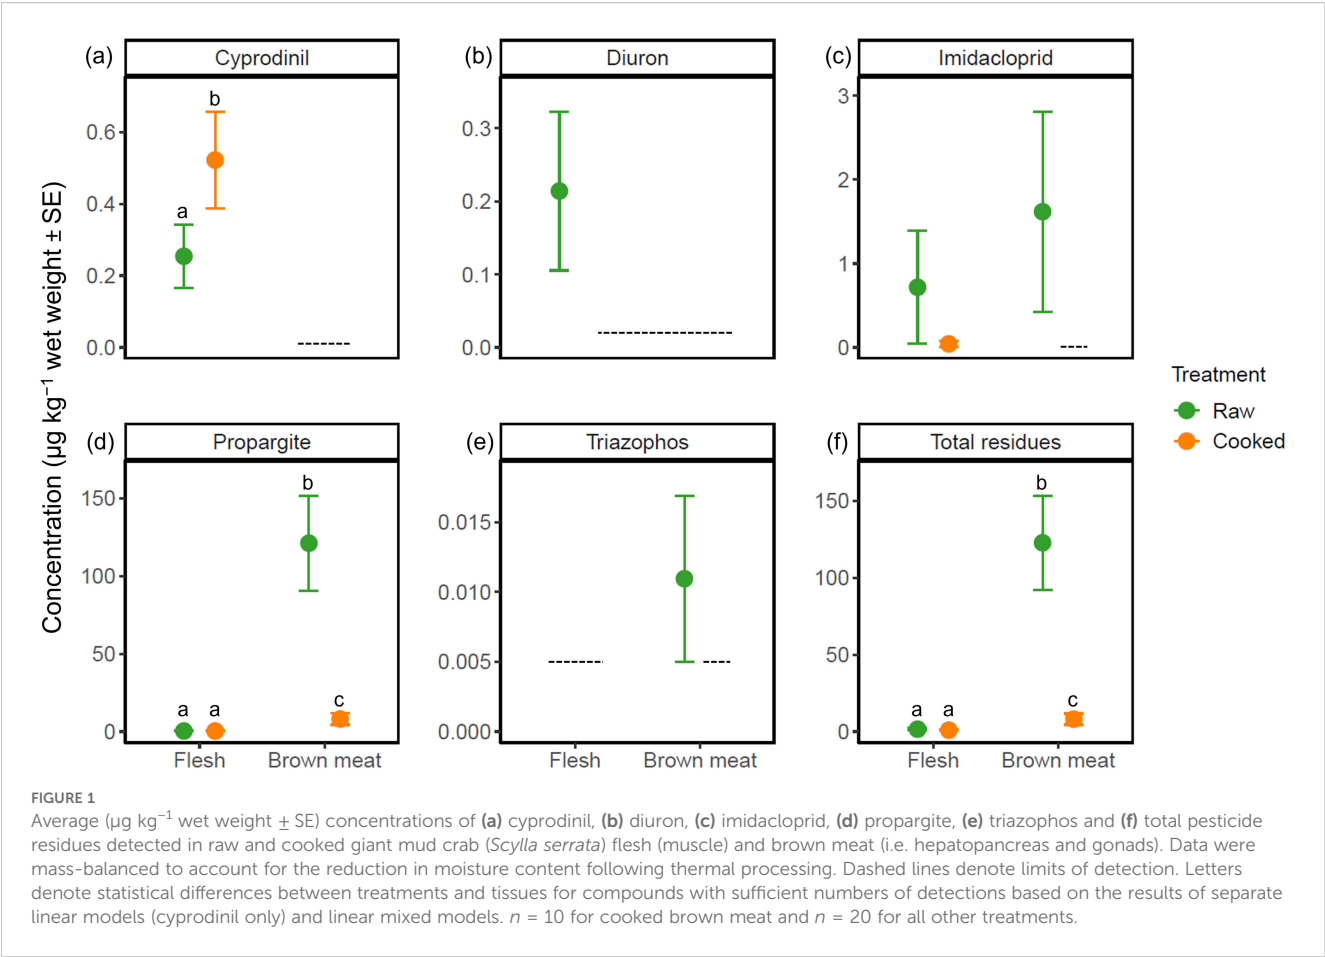 (a) Cyprodinil
(b) Diuron
(c) Imidacloprid
Concentration (µg kg⁻¹ wet weight ± SE)
0.6
0.4
0.2
0.0
a
b
0.3
0.2
0.1
0.0
3
2
1
0
Treatment
Raw
Cooked
(d) Propargite
(e) Triazophos
(f) Total residues
150
100
50
0
a
a
b
c
0.015
0.010
0.005
0.000
150
100
50
0
a
a
b
c
Flesh Brown meat
Flesh Brown meat
Flesh Brown meat
FIGURE 1
Average (µg kg⁻¹ wet weight ± SE) concentrations of (a) cyprodinil, (b) diuron, (c) imidacloprid, (d) propargite, (e) triazophos and (f) total pesticide
residues detected in raw and cooked giant mud crab (Scylla serrata) flesh (muscle) and brown meat (i.e. hepatopancreas and gonads). Data were
mass-balanced to account for the reduction in moisture content following thermal processing. Dashed lines denote limits of detection. Letters
denote statistical differences between treatments and tissues for compounds with sufficient numbers of detections based on the results of separate
linear models (cyprodinil only) and linear mixed models. n = 10 for cooked brown meat and n = 20 for all other treatments.